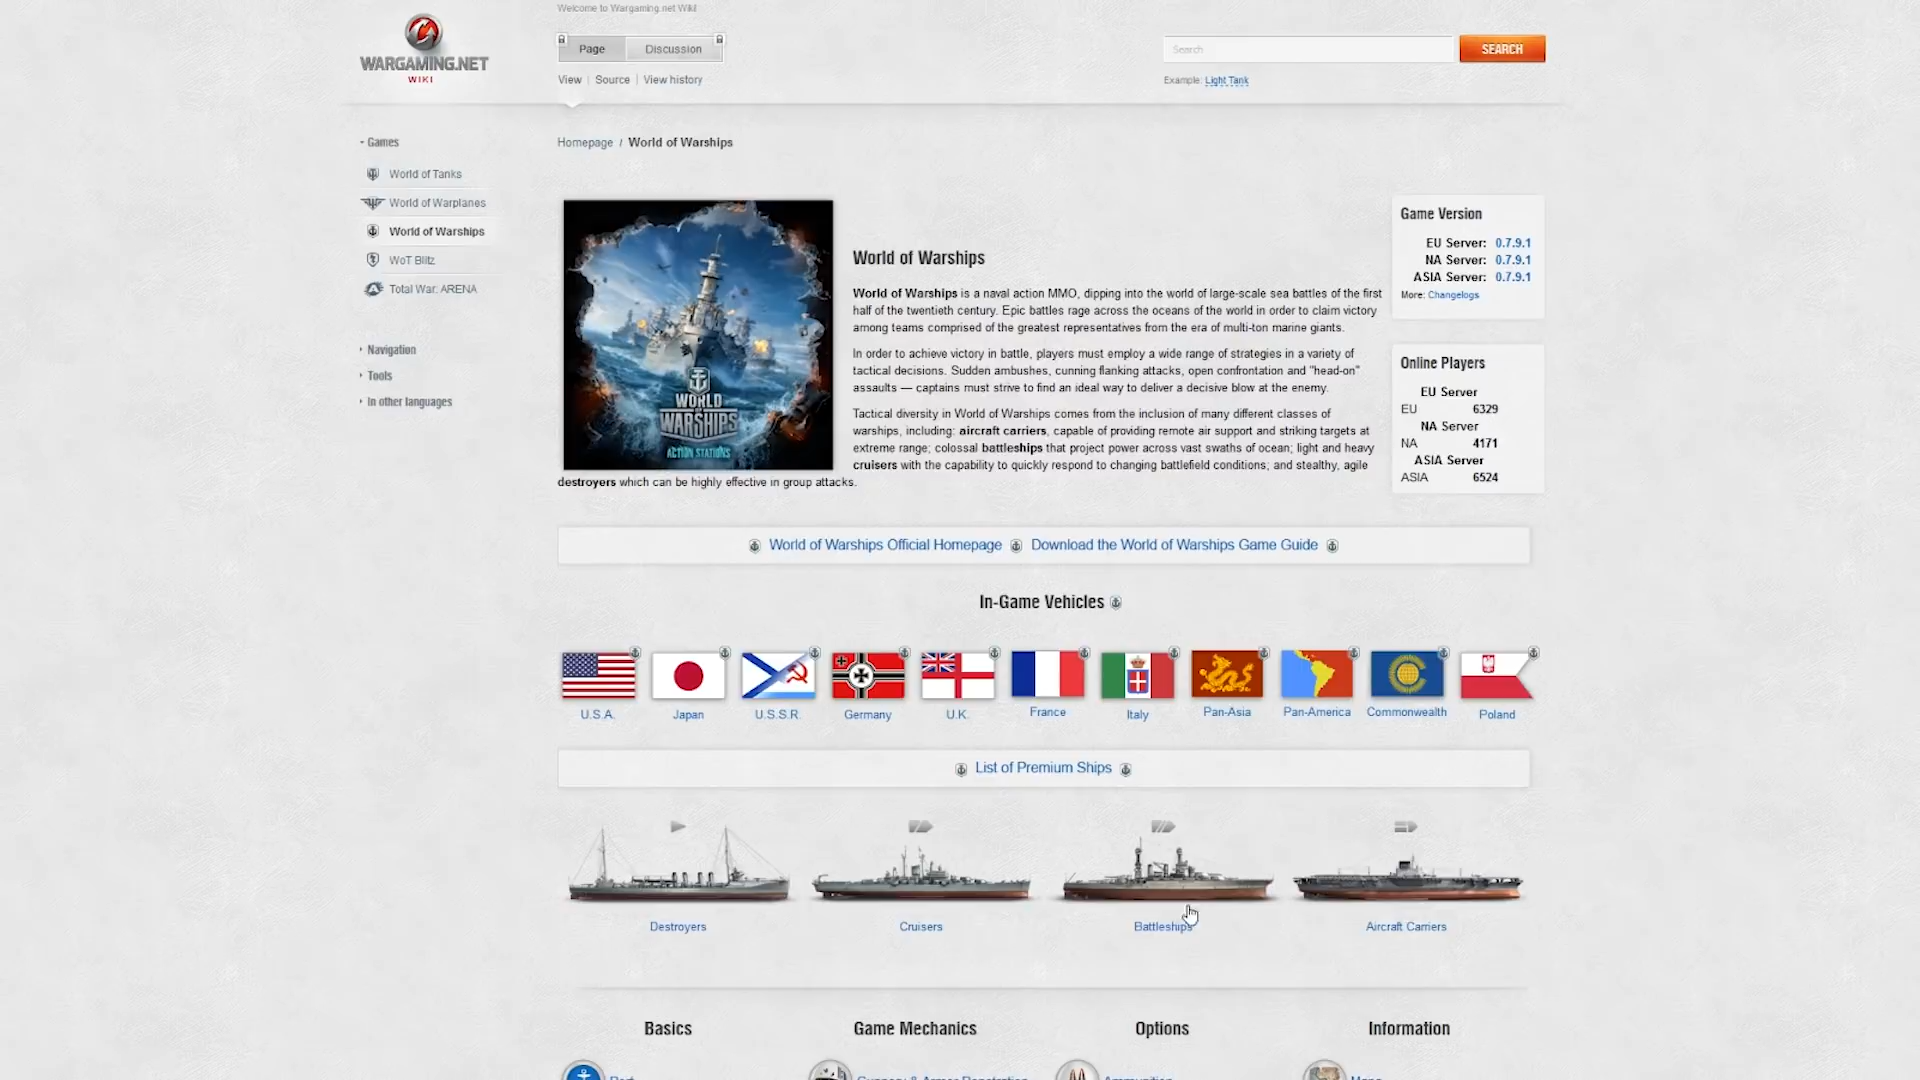 Welcome to Wargaming.net Wiki!
WARGAMING.NET
WIKI
Page
Discussion
View
Source
View history
Search
SEARCH
Example: Light Tank
Games
World of Tanks
World of Warplanes
World of Warships
WoT Blitz
Total War: ARENA
Navigation
Tools
In other languages
Homepage / World of Warships
WORLD
OF
WARSHIPS
ACTION STATIONS
World of Warships
World of Warships is a naval action MMO, dipping into the world of large-scale sea battles of the first
half of the twentieth century. Epic battles rage across the oceans of the world in order to claim victory
among teams comprised of the greatest representatives from the era of multi-ton marine giants.
In order to achieve victory in battle, players must employ a wide range of strategies in a variety of
tactical decisions. Sudden ambushes, cunning flanking attacks, open confrontation and "head-on"
assaults — captains must strive to find an ideal way to deliver a decisive blow at the enemy.
Tactical diversity in World of Warships comes from the inclusion of many different classes of
warships, including: aircraft carriers, capable of providing remote air support and striking targets at
extreme range; colossal battleships that project power across vast swaths of ocean; light and heavy
cruisers with the capability to quickly respond to changing battlefield conditions; and stealthy, agile
destroyers which can be highly effective in group attacks.
Game Version
EU Server: 0.7.9.1
NA Server: 0.7.9.1
ASIA Server: 0.7.9.1
More: Changelogs
Online Players
EU Server
EU 6329
NA Server
NA 4171
ASIA Server
ASIA 6524
World of Warships Official Homepage
Download the World of Warships Game Guide
In-Game Vehicles
U.S.A.
Japan
U.S.S.R.
Germany
U.K.
France
Italy
Pan-Asia
Pan-America
Commonwealth
Poland
List of Premium Ships
Destroyers
Cruisers
Battleships
Aircraft Carriers
Basics
Game Mechanics
Options
Information
Port
Gunnery & Armor Penetration
Ammunition
Maps